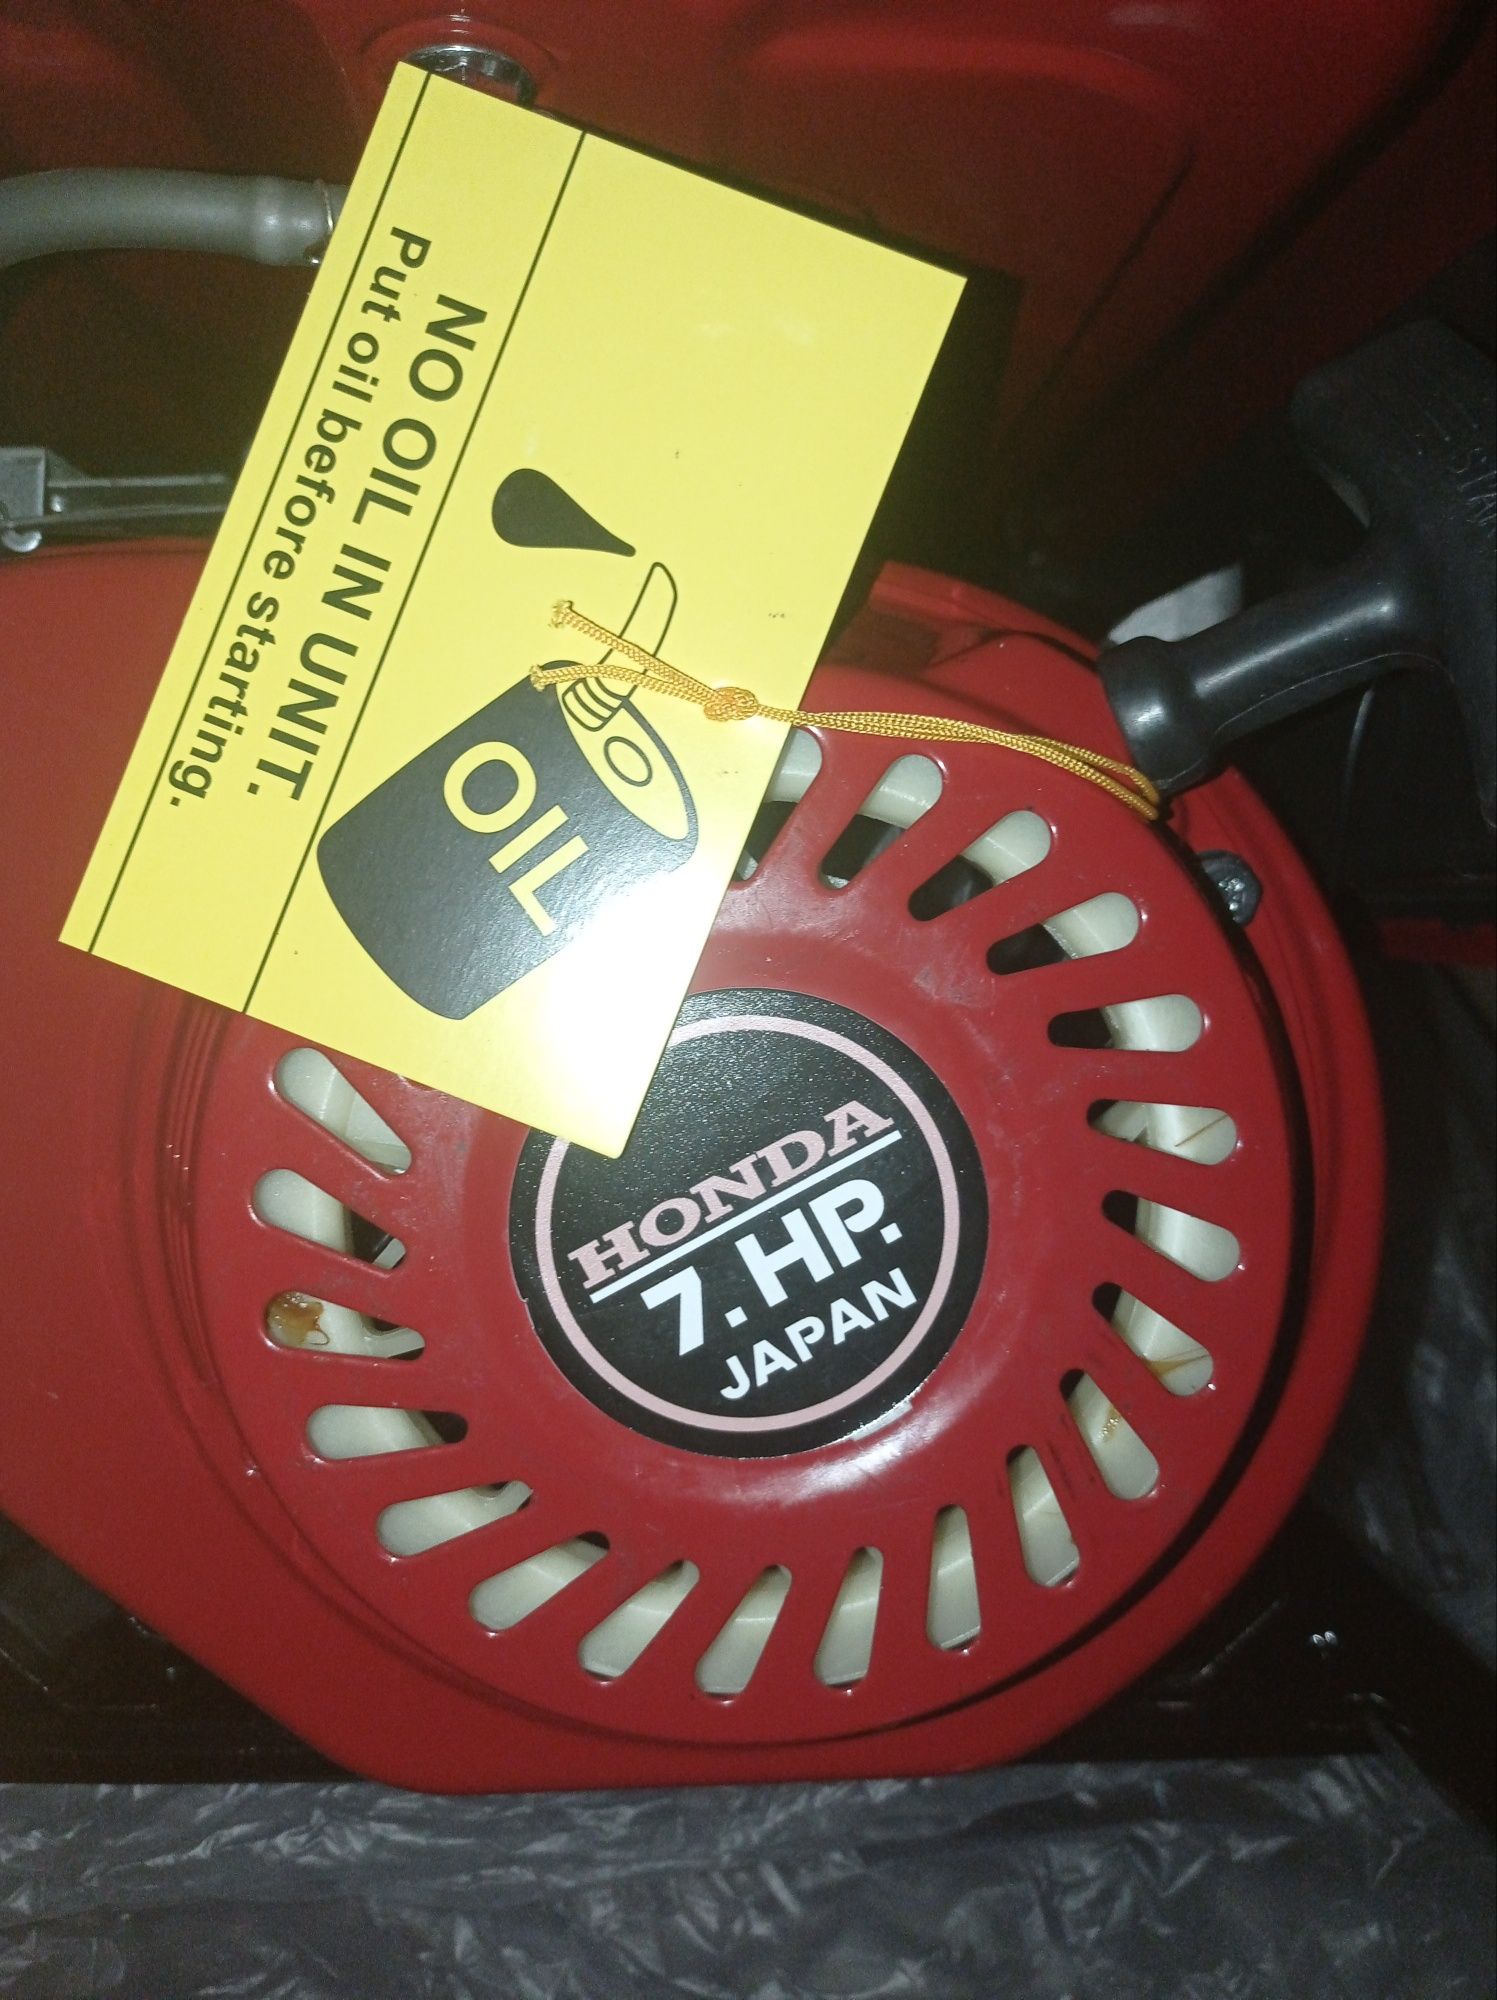 NO OIL IN UNIT.
Put oil before starting.
OIL
HONDA
7. HP.
JAPAN